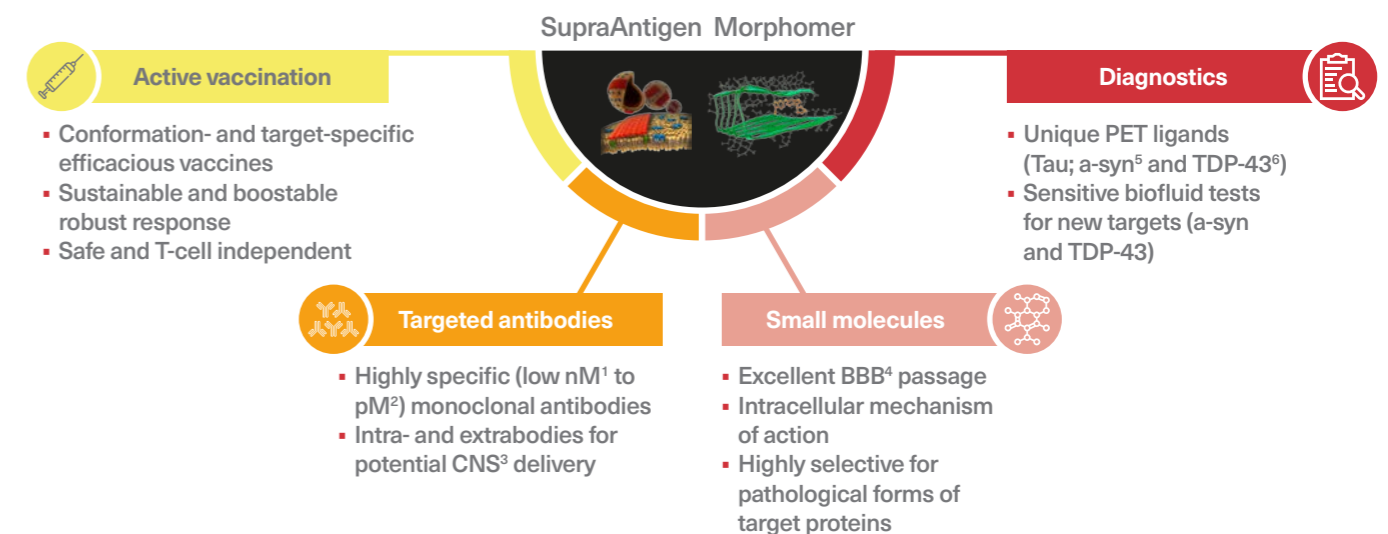 SupraAntigen Morphomer
Active vaccination
▪ Conformation- and target-specific
efficacious vaccines
▪ Sustainable and boostable
robust response
▪ Safe and T-cell independent
Targeted antibodies
▪ Highly specific (low nM¹ to
pM²) monoclonal antibodies
▪ Intra- and extrabodies for
potential CNS³ delivery
Small molecules
▪ Excellent BBB⁴ passage
▪ Intracellular mechanism
of action
▪ Highly selective for
pathological forms of
target proteins
Diagnostics
▪ Unique PET ligands
(Tau; a-syn⁵ and TDP-43⁶)
▪ Sensitive biofluid tests
for new targets (a-syn
and TDP-43)